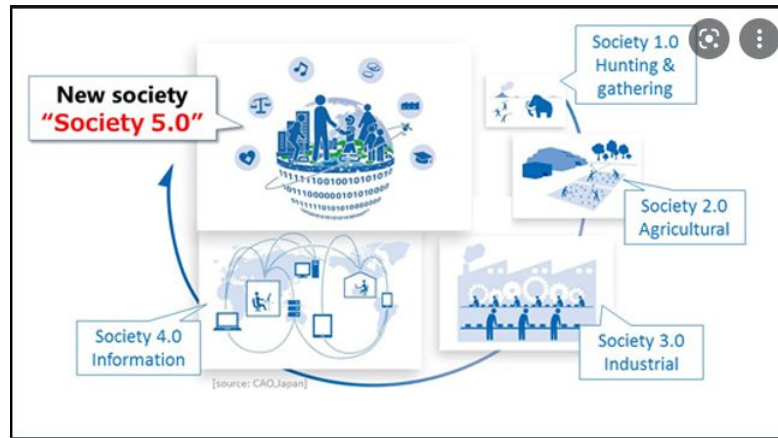 New society
“Society 5.0”
Society 1.0
Hunting &
gathering
Society 2.0
Agricultural
Society 3.0
Industrial
Society 4.0
Information
[source: CAO,Japan]